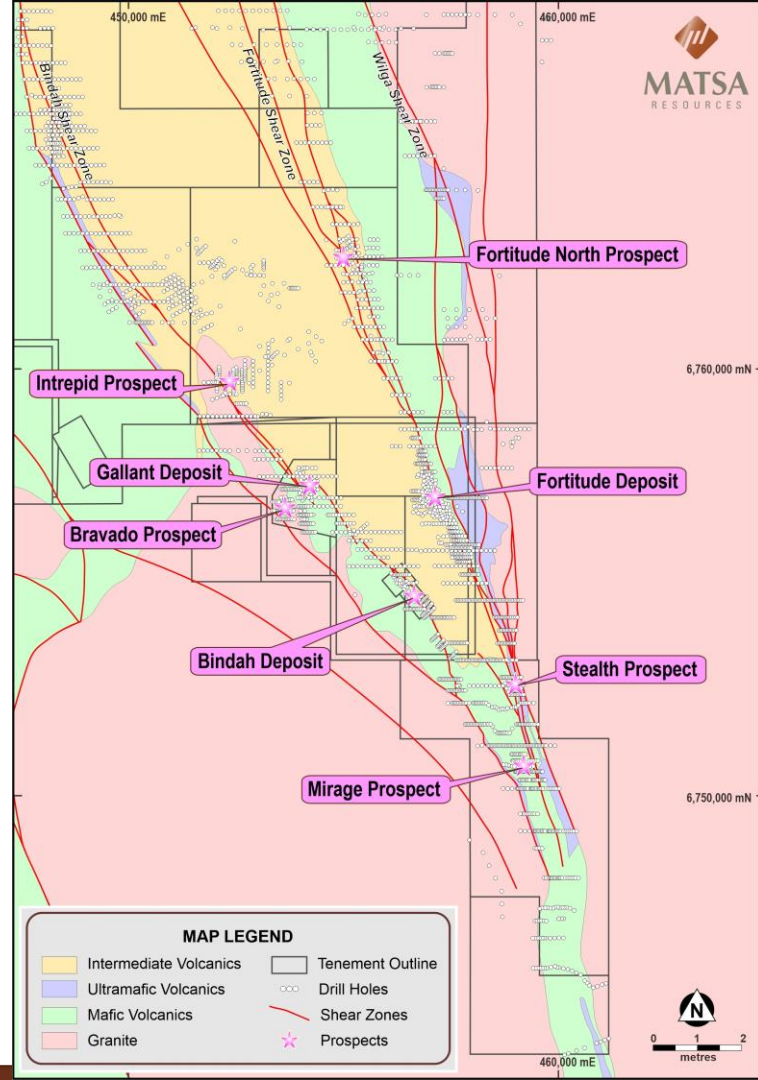 450,000 mE
460,000 mE
MATSA
RESOURCES
Bindah Shear Zone
Fortitude Shear Zone
Wilga Shear Zone
Fortitude North Prospect
6,760,000 mN
Intrepid Prospect
Gallant Deposit
Fortitude Deposit
Bravado Prospect
Bindah Deposit
Stealth Prospect
Mirage Prospect
6,750,000 mN
MAP LEGEND
Intermediate Volcanics
Tenement Outline
Ultramafic Volcanics
Drill Holes
Mafic Volcanics
Shear Zones
Granite
Prospects
N
0 1 2
metres
460,000 mE